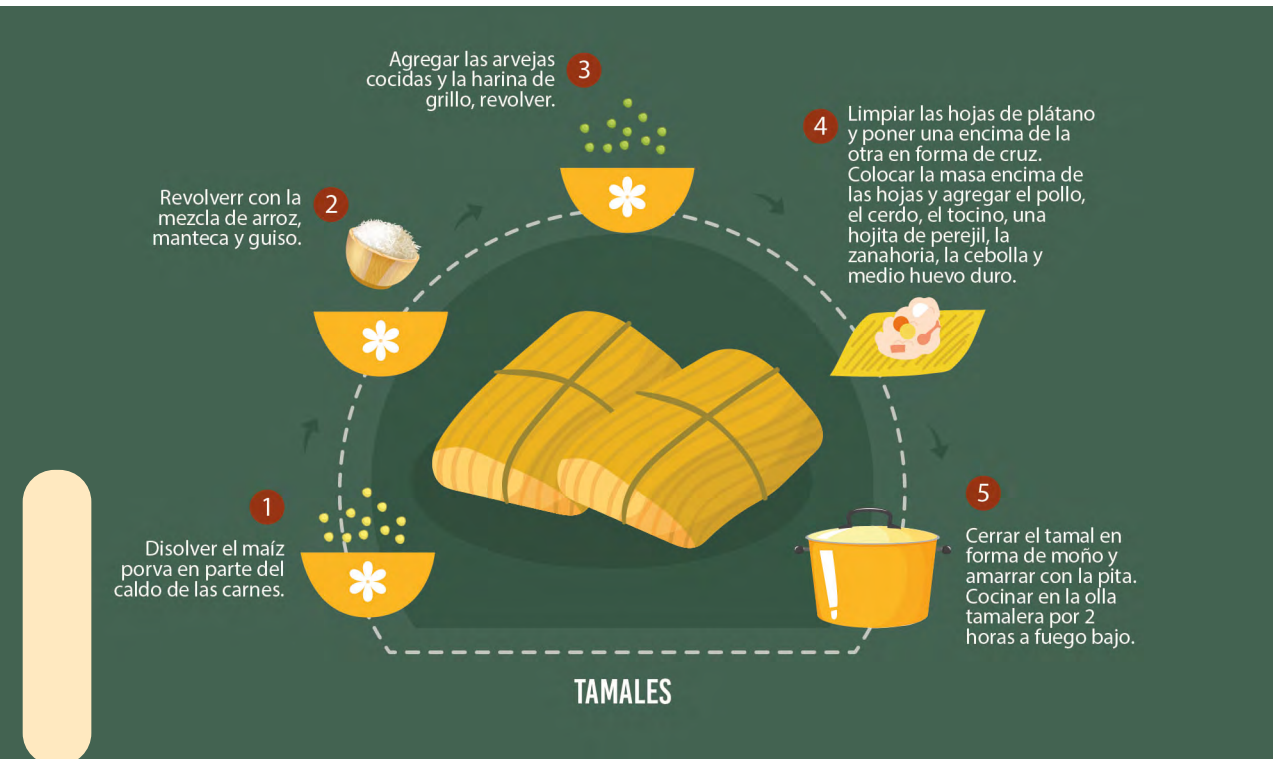 1
Disolver el maíz
porva en parte del
caldo de las carnes.
2
Revolverr con la
mezcla de arroz,
manteca y guiso.
3
Agregar las arvejas
cocidas y la harina de
grillo, revolver.
4
Limpiar las hojas de plátano
y poner una encima de la
otra en forma de cruz.
Colocar la masa encima de
las hojas y agregar el pollo,
el cerdo, el tocino, una
hojita de perejil, la
zanahoria, la cebolla y
medio huevo duro.
5
Cerrar el tamal en
forma de moño y
amarrar con la pita.
Cocinar en la olla
tamalera por 2
horas a fuego bajo.
TAMALES